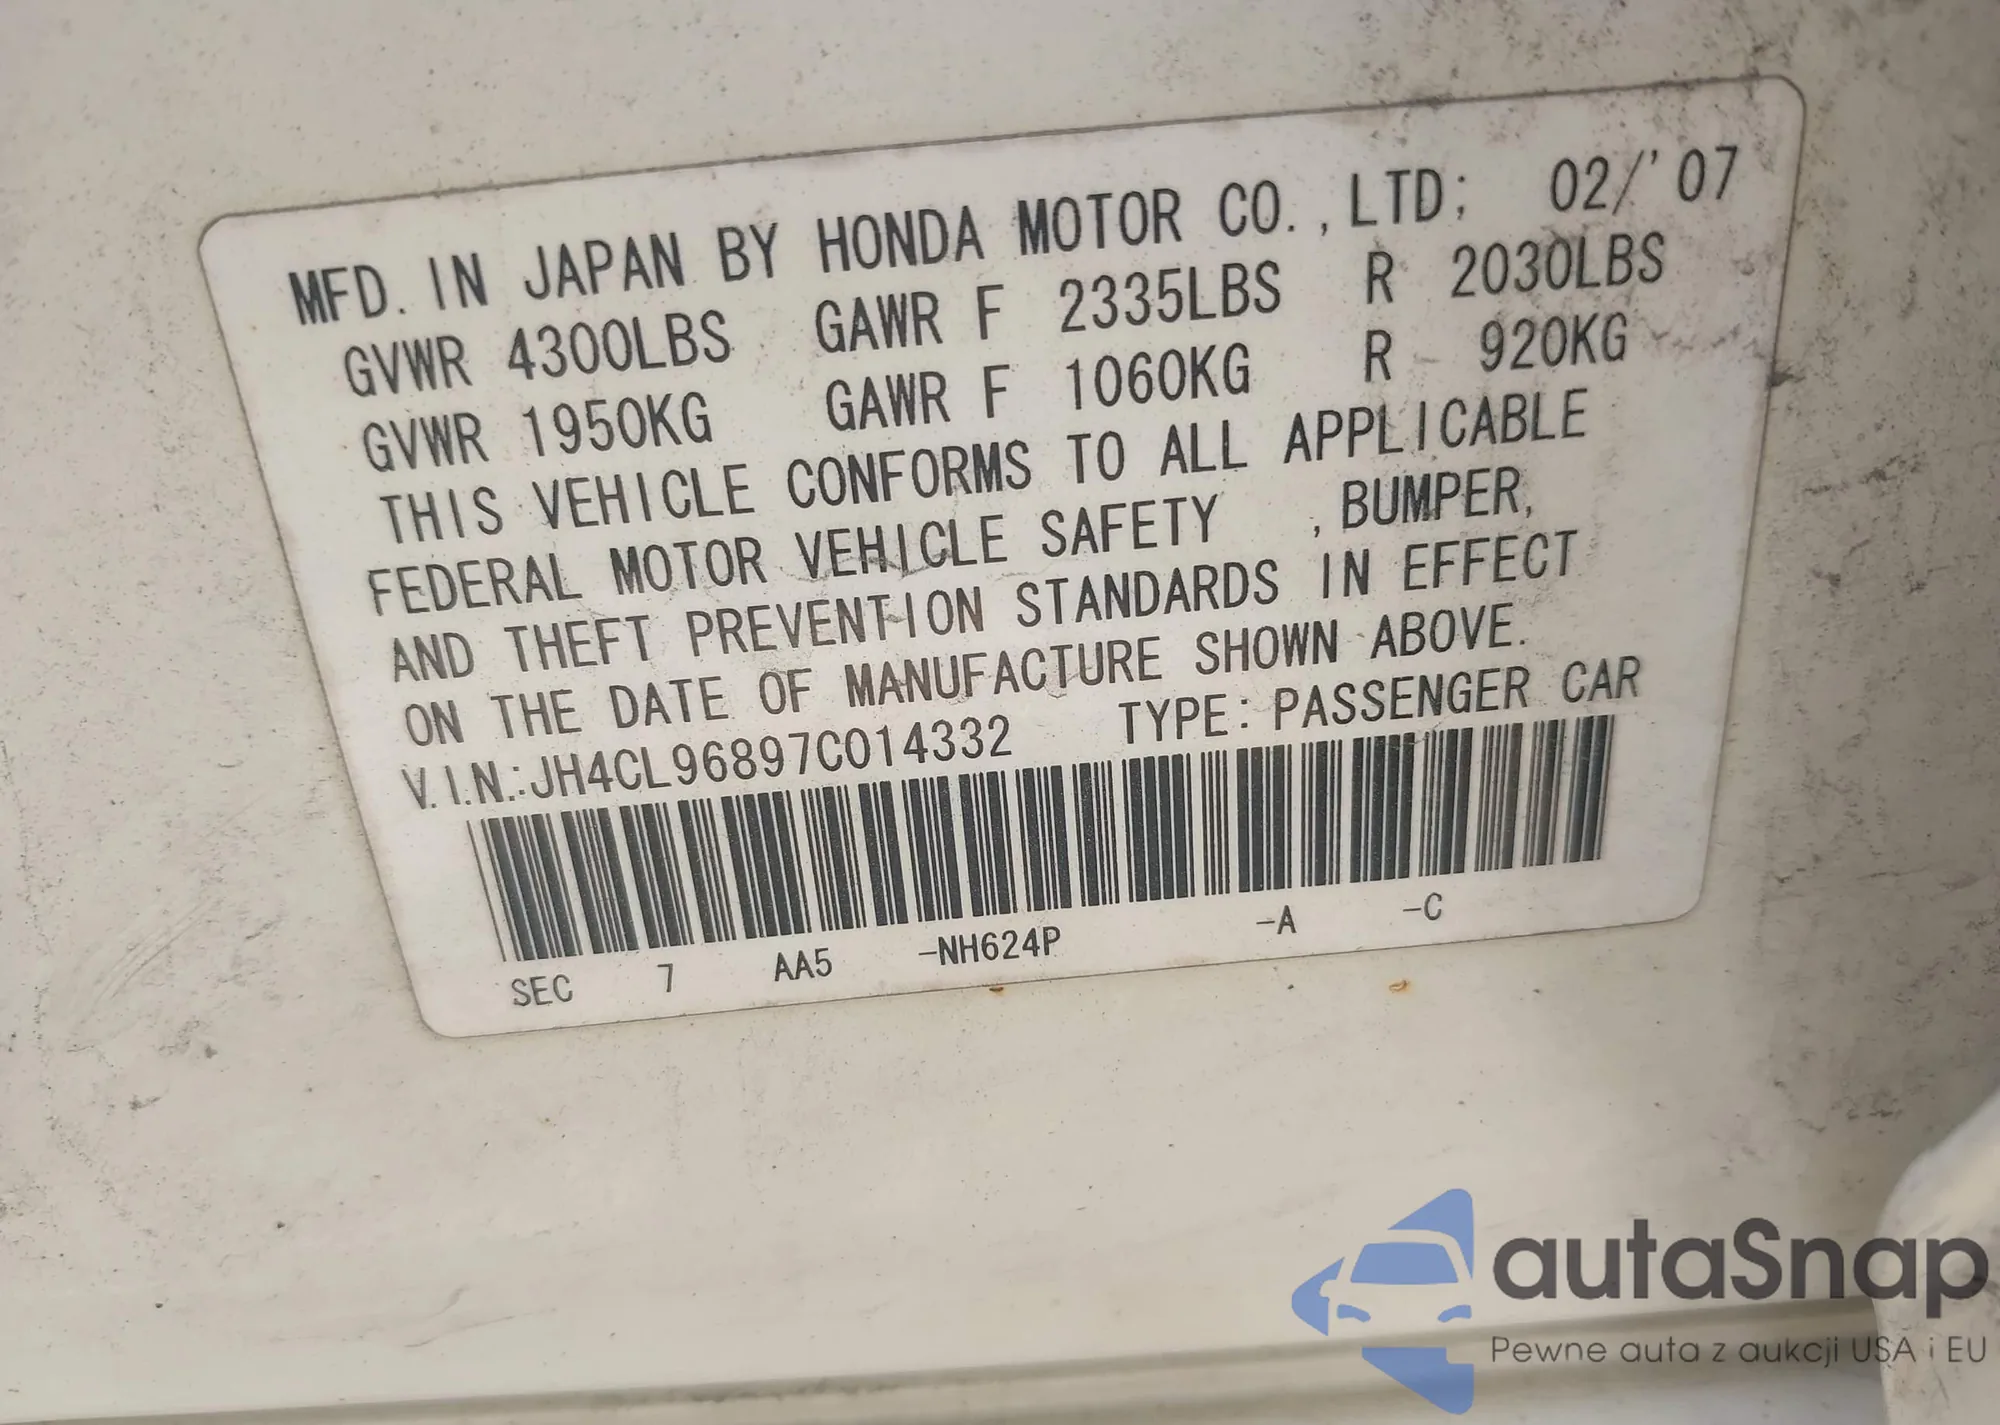 MFD. IN JAPAN BY HONDA MOTOR CO.,LTD; 02/'07
GVWR 4300LBS GAWR F 2335LBS R 2030LBS
GVWR 1950KG GAWR F 1060KG R 920KG
THIS VEHICLE CONFORMS TO ALL APPLICABLE
FEDERAL MOTOR VEHICLE SAFETY ,BUMPER,
AND THEFT PREVENTION STANDARDS IN EFFECT
ON THE DATE OF MANUFACTURE SHOWN ABOVE.
V.I.N.:JH4CL96897C014332 TYPE:PASSENGER CAR
SEC 7 AA5 -NH624P -A -C
autaSnap
Pewne auta z aukcji USA i EU